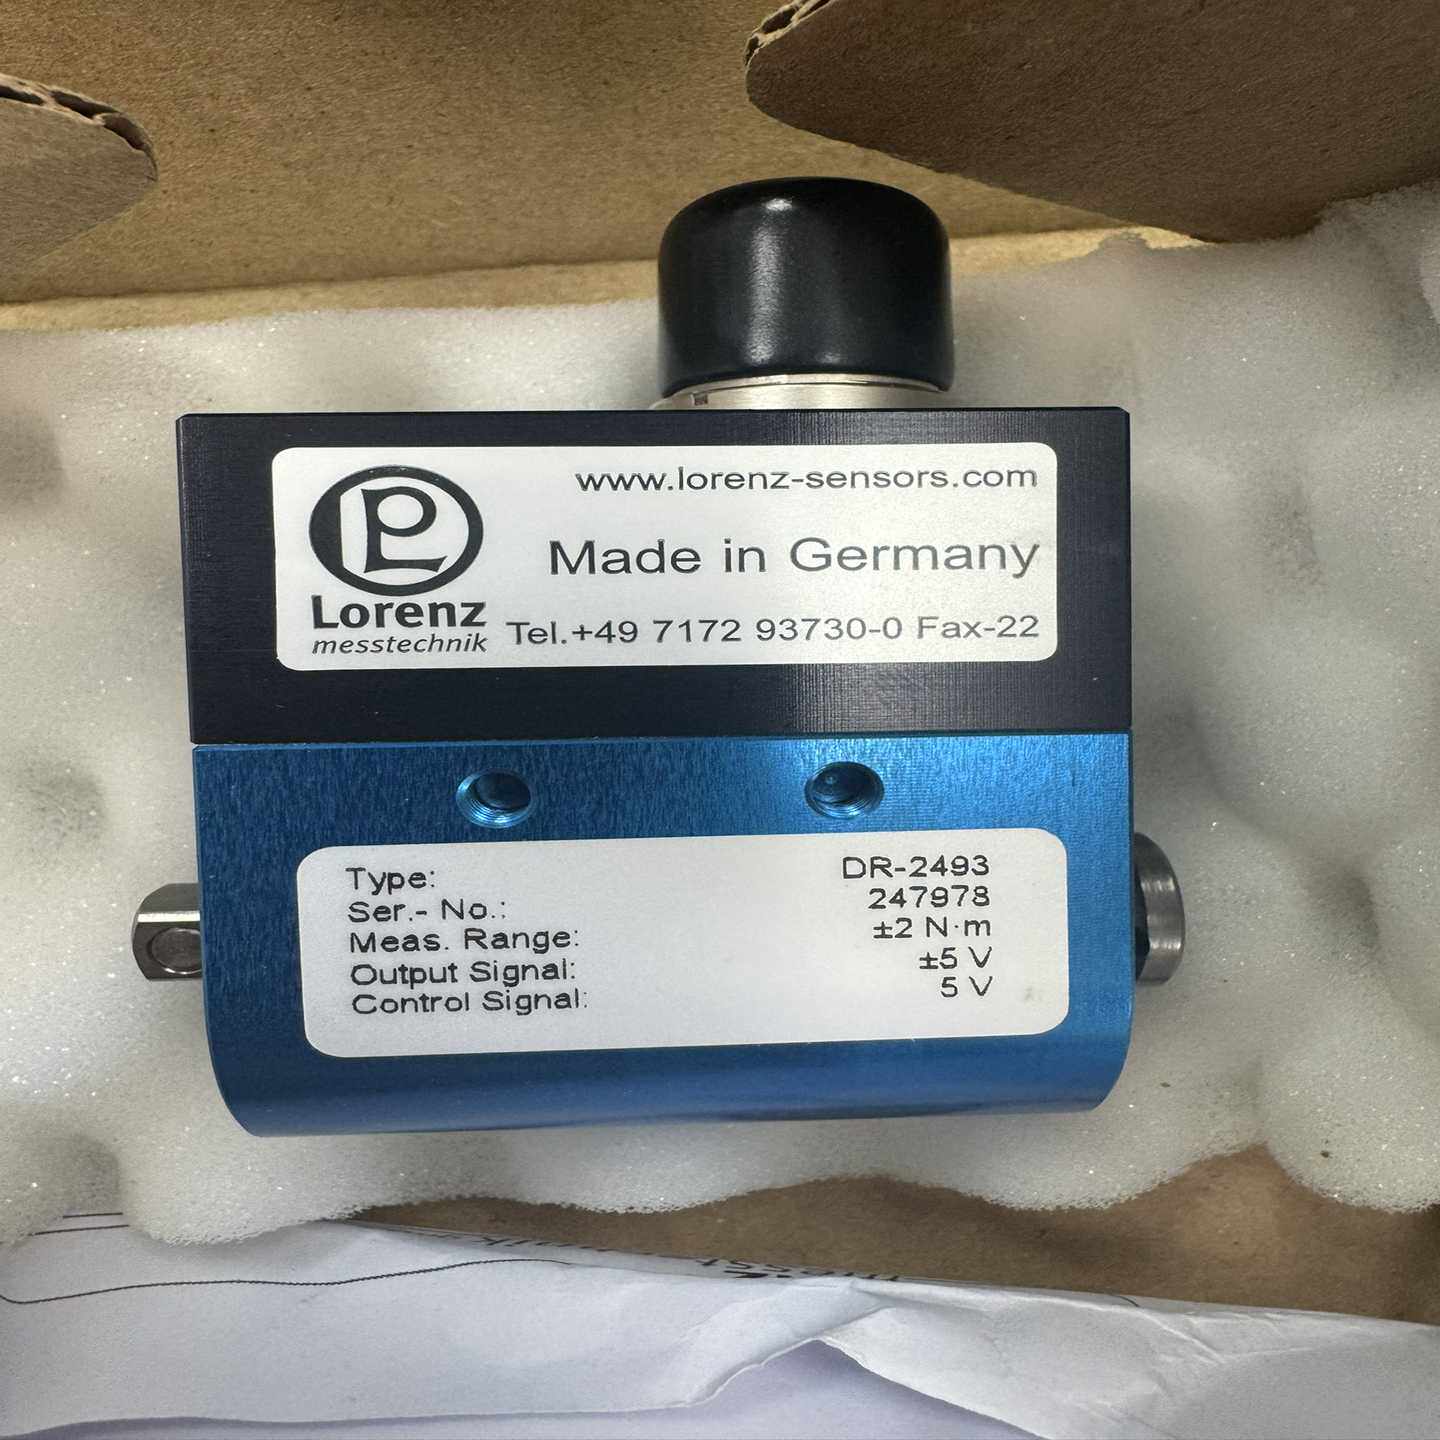 www.lorenz-sensors.com
Made in Germany
Lorenz
messtechnik
Tel.+49 7172 93730-0 Fax-22
Type: DR-2493
Ser.- No.: 247978
Meas. Range: ±2 N·m
Output Signal: ±5 V
Control Signal: 5 V